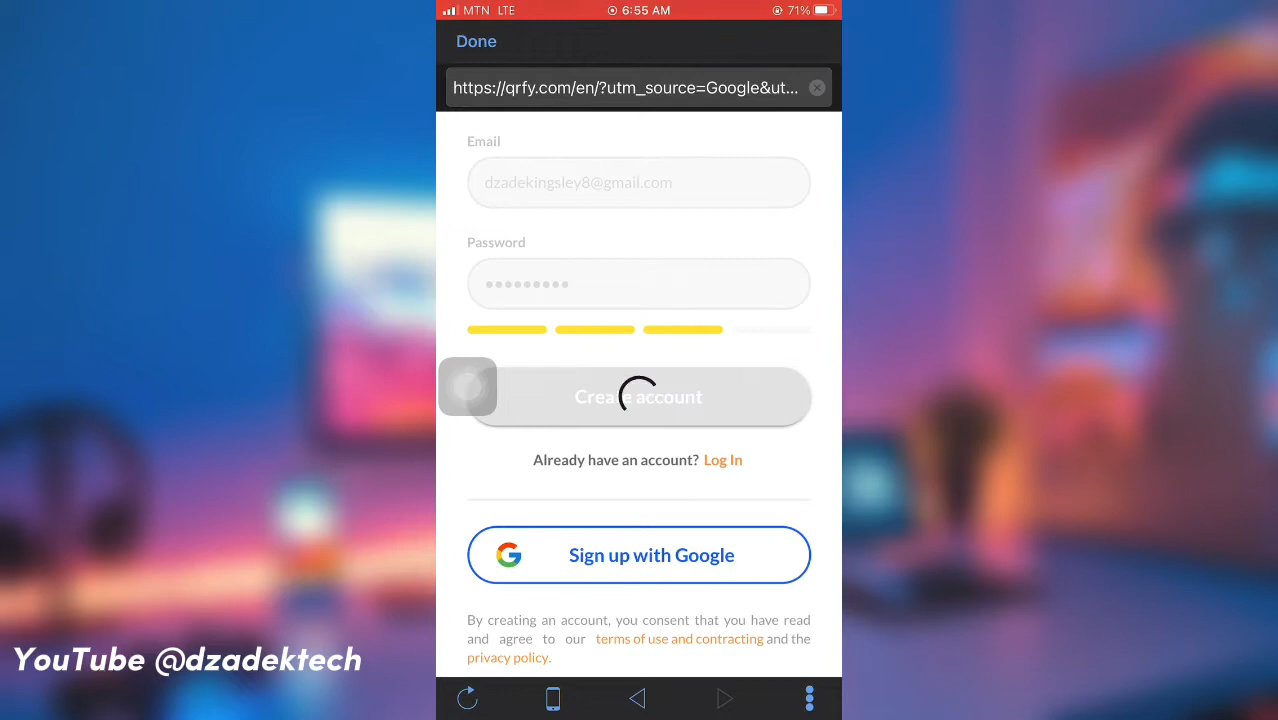 MTN LTE 6:55 AM 71%
Done
https://qrfy.com/en/?utm_source=Google&ut...
Email
dzadekingsley8@gmail.com
Password
•••••••••
Create account
Already have an account? Log In
Sign up with Google
By creating an account, you consent that you have read
and agree to our terms of use and contracting and the
privacy policy.
YouTube @dzadektech